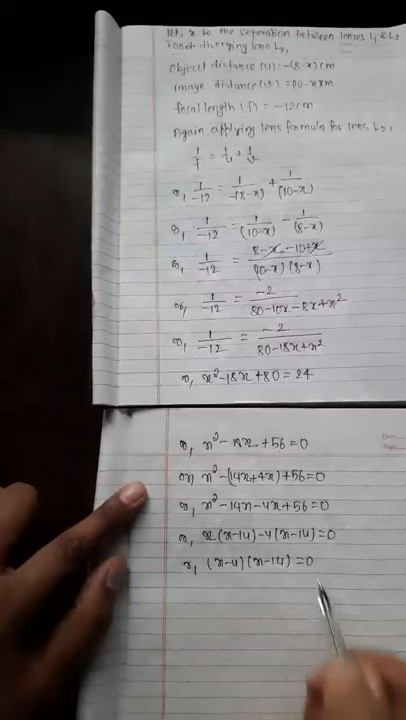 Let, x be the seperation between lenses L1 & L2
For diverging lens L2,
object distance (u) = -(8-x) cm
image distance (v) = (10-x)cm
focal length (f) = -12cm
Again applying lens formula for lens L2,
1/f = 1/u + 1/v
or, 1/-12 = 1/-(8-x) + 1/(10-x)
or, 1/-12 = 1/(10-x) - 1/(8-x)
or, 1/-12 = 8-x-10+x/(10-x)(8-x)
or, 1/-12 = -2/80-10x-8x+x²
or, 1/-12 = -2/80-18x+x²
or, x²-18x+80=24
or, x²-18x+56=0
or, x²-(14x+4x)+56=0
or, x²-14x-4x+56=0
or, x(x-14)-4(x-14)=0
or, (x-4)(x-14)=0